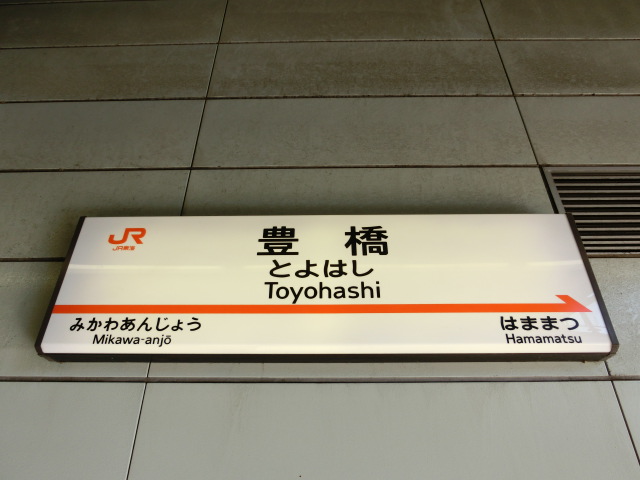 JR
JR東海
豊橋
とよはし
Toyohashi
みかわあんじょう
Mikawa-anjō
はままつ
Hamamatsu